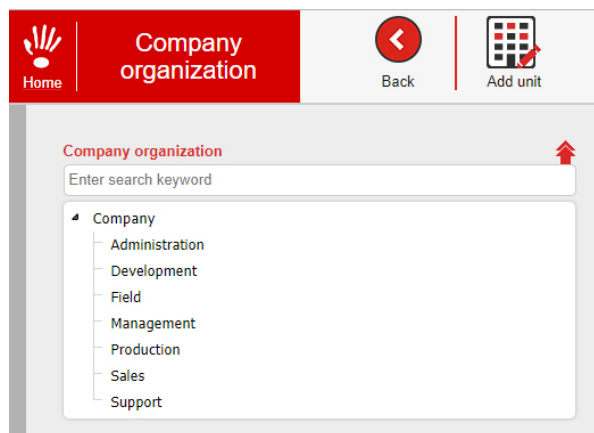 Home
Company
organization
Back
Add unit
Company organization
Enter search keyword
Company
Administration
Development
Field
Management
Production
Sales
Support